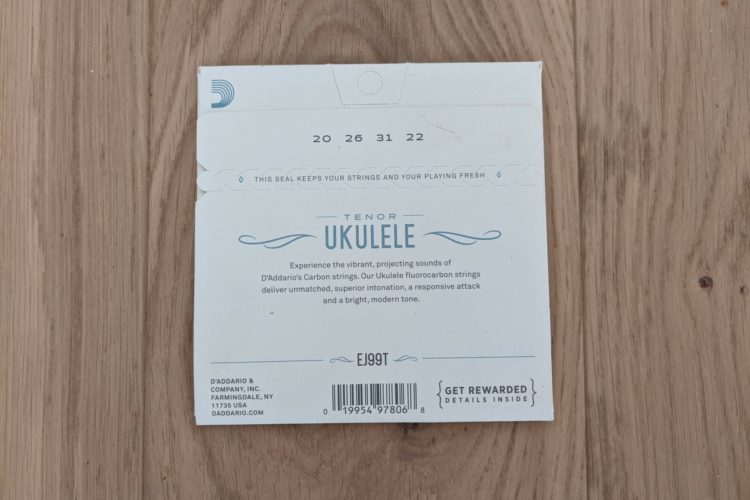 20 26 31 22
THIS SEAL KEEPS YOUR STRINGS AND YOUR PLAYING FRESH
TENOR
UKULELE
Experience the vibrant, projecting sounds of
D'Addario's Carbon strings. Our Ukulele fluorocarbon strings
deliver unmatched, superior intonation, a responsive attack
and a bright, modern tone.
EJ99T
D'ADDARIO &
COMPANY, INC.
FARMINGDALE, NY
11735 USA
DADDARIO.COM
0 19954 97806 8
GET REWARDED
DETAILS INSIDE